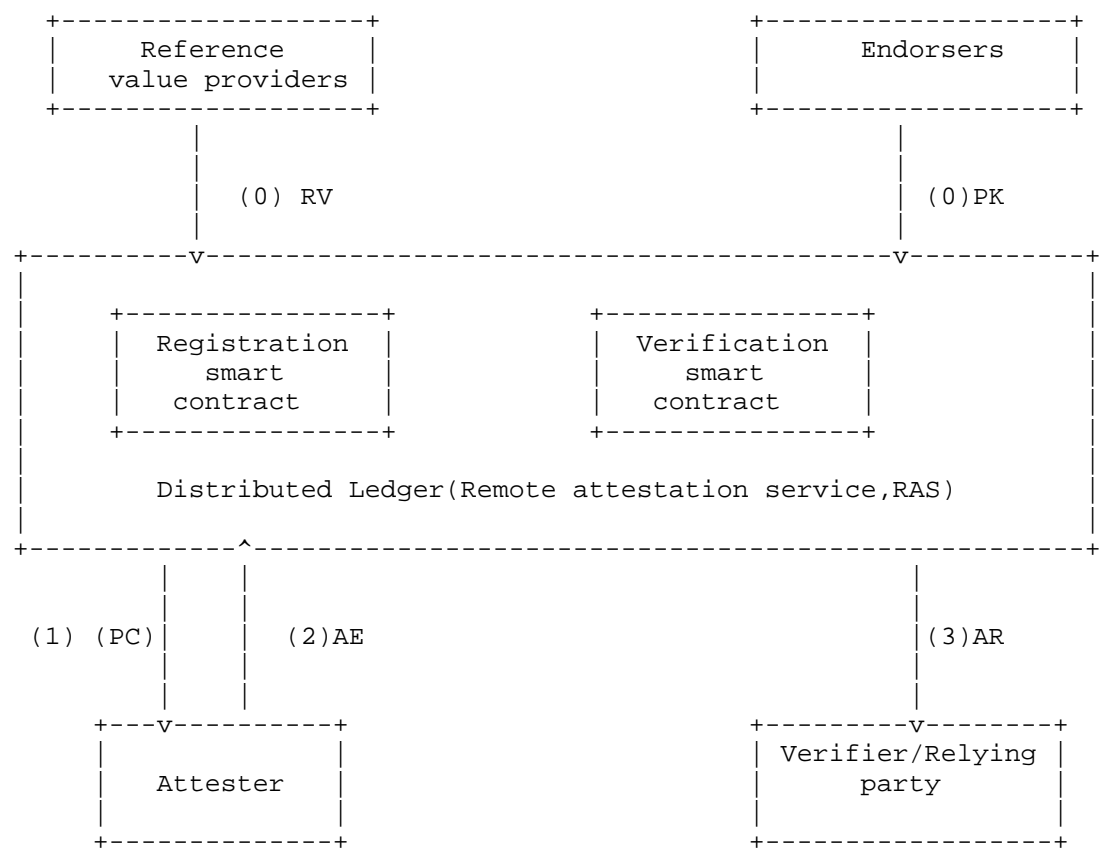 Reference
value providers
Endorsers
(0) RV
(0)PK
Registration
smart
contract
Verification
smart
contract
Distributed Ledger(Remote attestation service,RAS)
(1) (PC)
(2)AE
(3)AR
Attester
Verifier/Relying
party